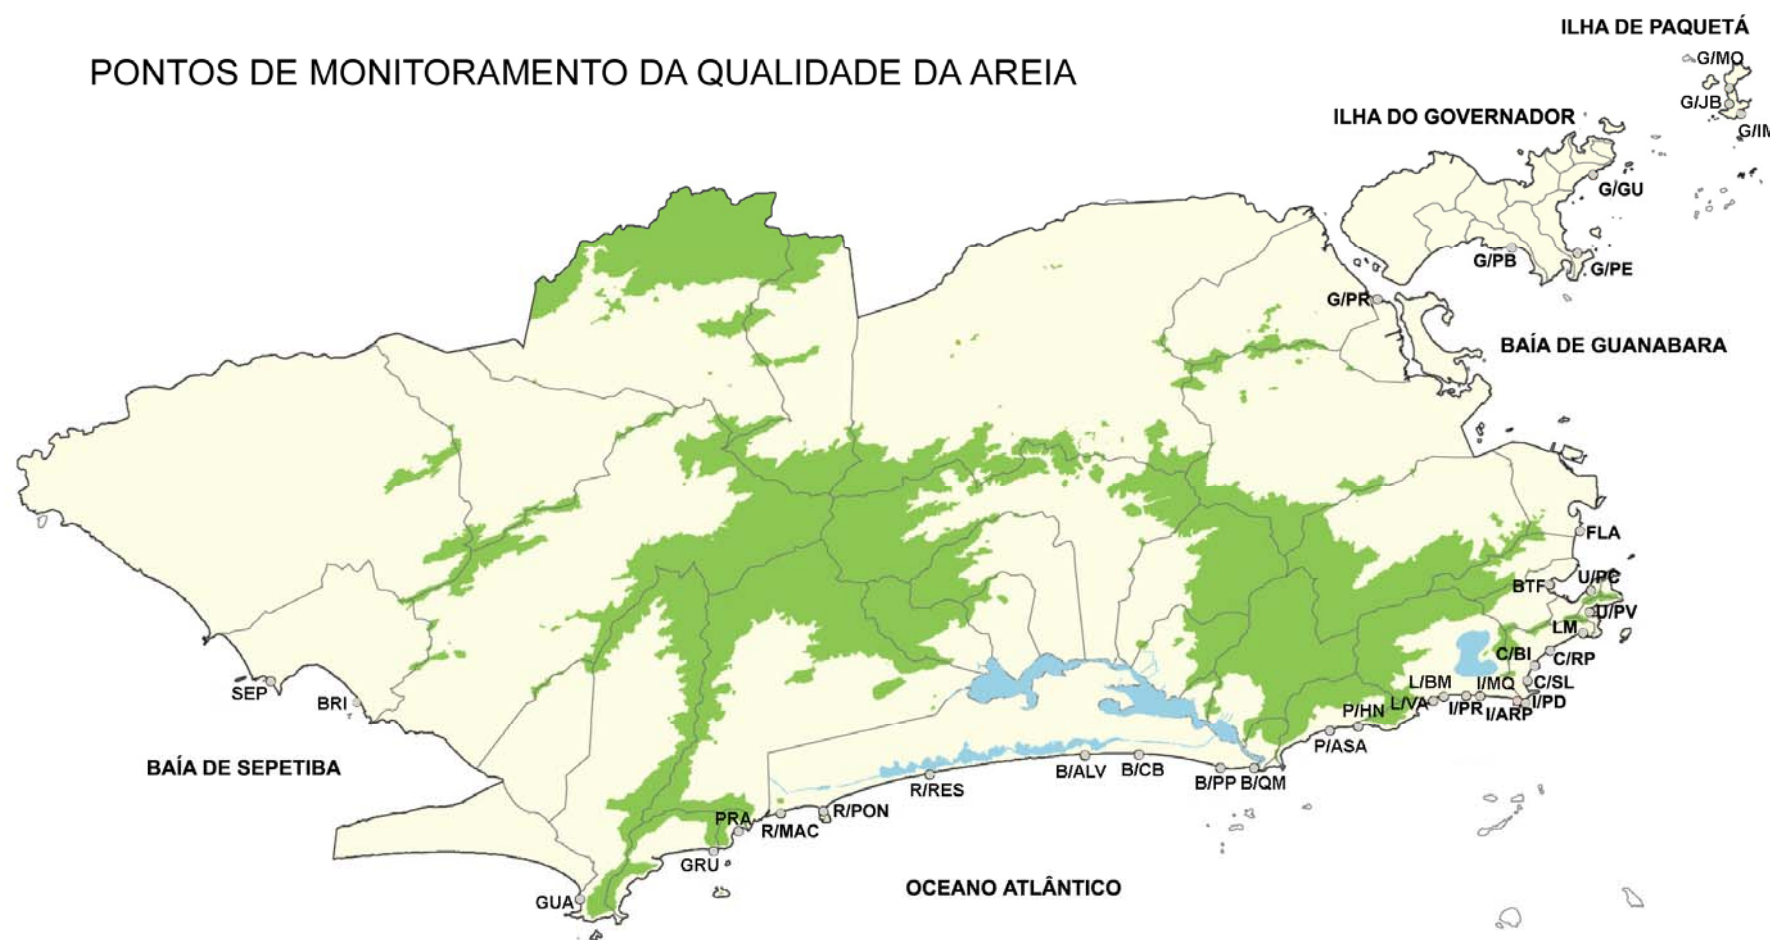 ILHA DE PAQUETÁ
G/MO
PONTOS DE MONITORAMENTO DA QUALIDADE DA AREIA
G/JB
ILHA DO GOVERNADOR
G/IM
G/GU
G/PB
G/PE
G/PR
BAÍA DE GUANABARA
FLA
U/PC
BTF
U/PV
LM
C/BI
C/RP
L/BM
I/MQ
C/SL
SEP
BRI
L/VA
I/PR
I/ARP
I/PD
P/HN
P/ASA
BAÍA DE SEPETIBA
B/ALV
B/CB
B/PP
B/QM
R/RES
PRA
R/MAC
R/PON
GRU
OCEANO ATLÂNTICO
GUA